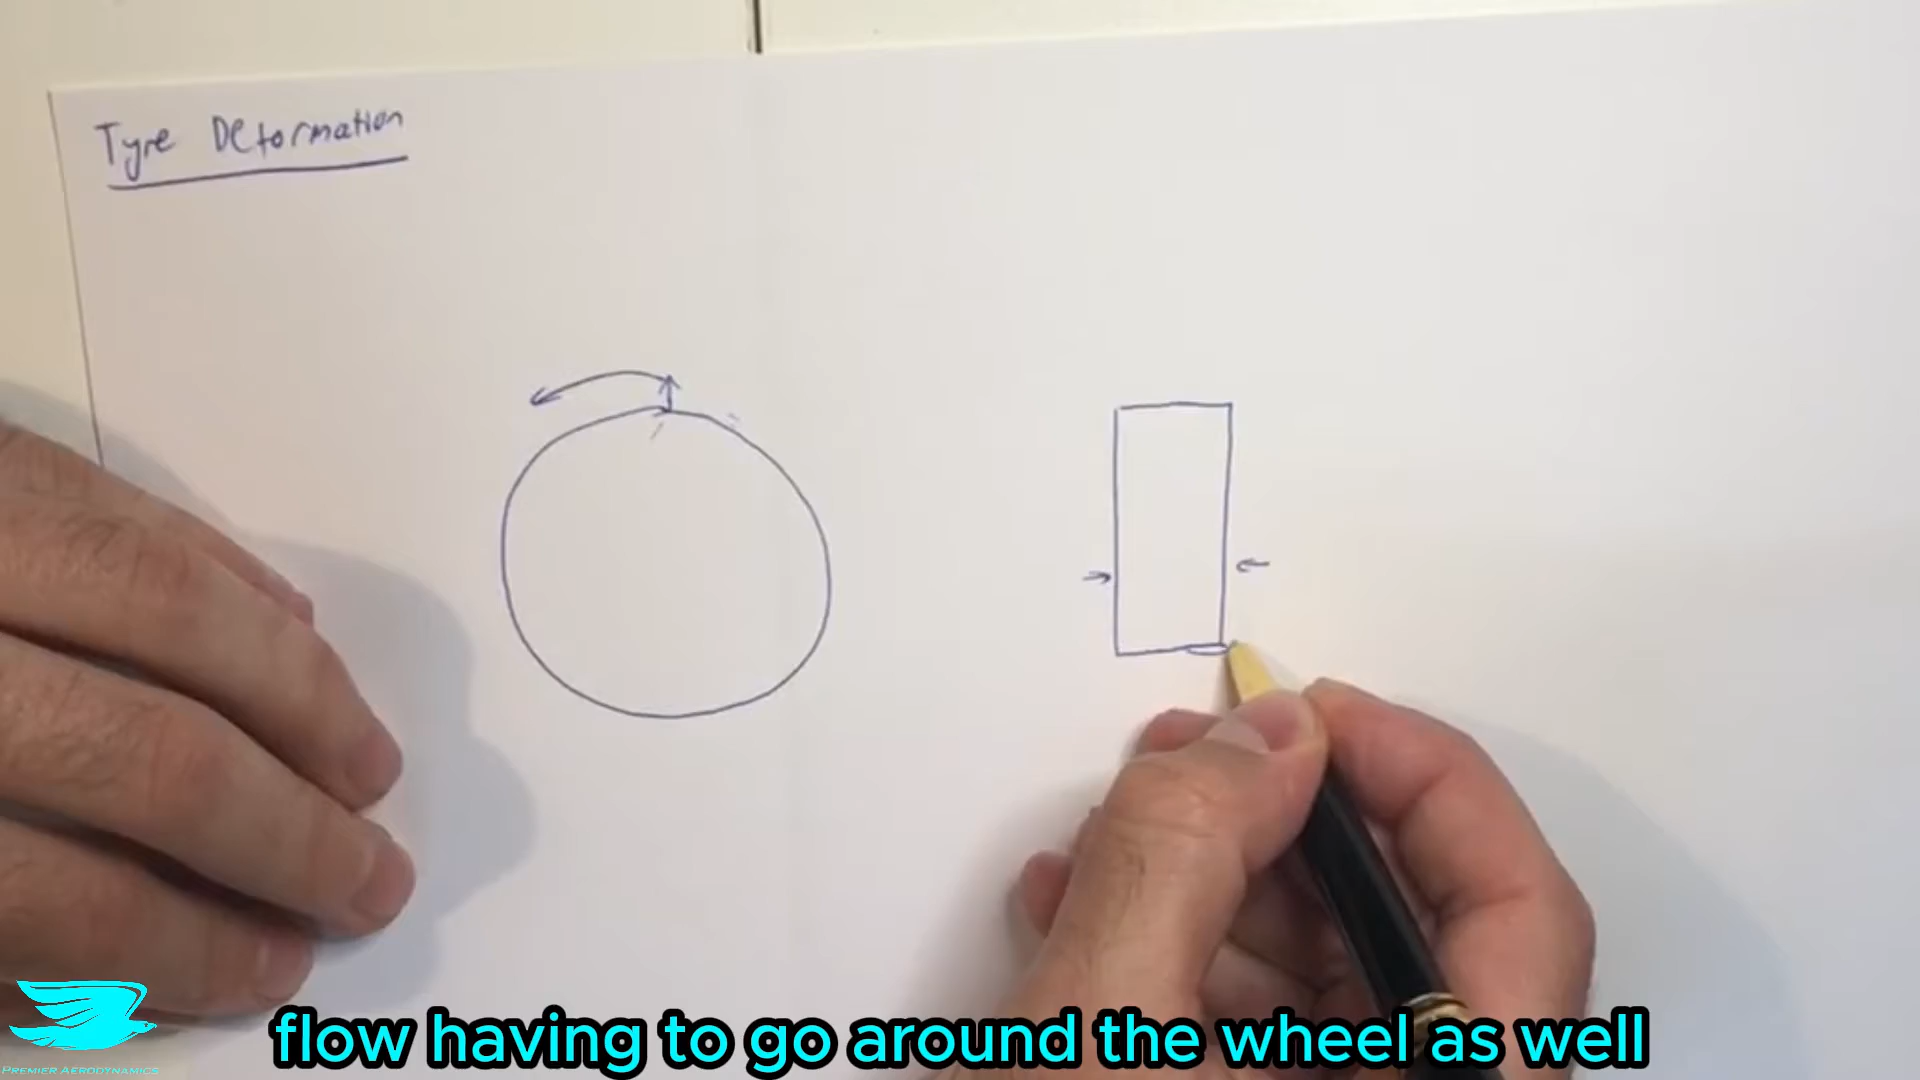 Tyre Deformation
flow having to go around the wheel as well
PREMIER AERODYNAMICS